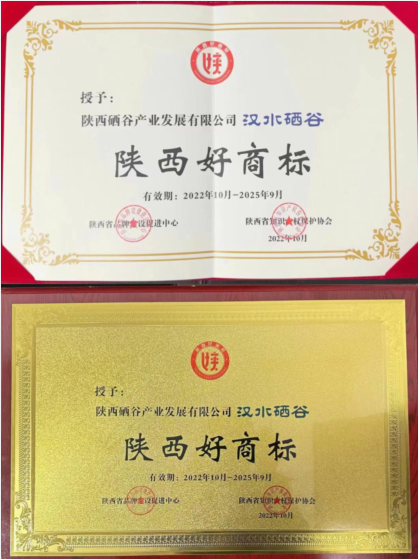 授予：
陕西硒谷产业发展有限公司 汉水硒谷
陕西好商标
有效期：2022年10月-2025年9月
陕西省品牌建设促进中心 陕西省知识产权保护协会
2022年10月
授予：
陕西硒谷产业发展有限公司 汉水硒谷
陕西好商标
有效期：2022年10月-2025年9月
陕西省品牌建设促进中心 陕西省知识产权保护协会
2022年10月